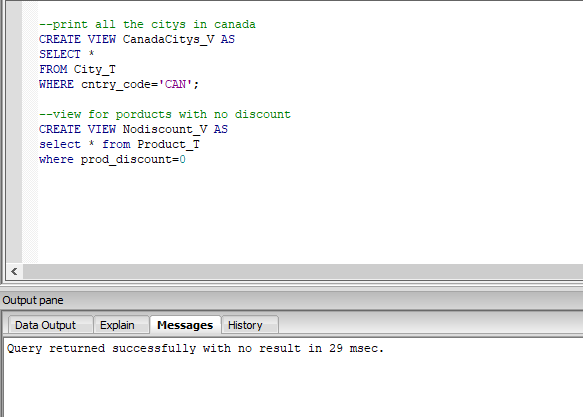 --print all the citys in canada
CREATE VIEW CanadaCitys_V AS
SELECT *
FROM City_T
WHERE cntry_code='CAN';
--view for porducts with no discount
CREATE VIEW Nodiscount_V AS
select * from Product_T
where prod_discount=0
Output pane
Data Output Explain Messages History
Query returned successfully with no result in 29 msec.